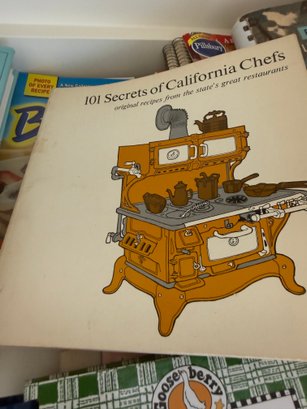 Pillsbury
PHOTO OF
EVERY
RECIPE
101 Secrets of California Chefs
original recipes from the state's great restaurants
Gooseberry